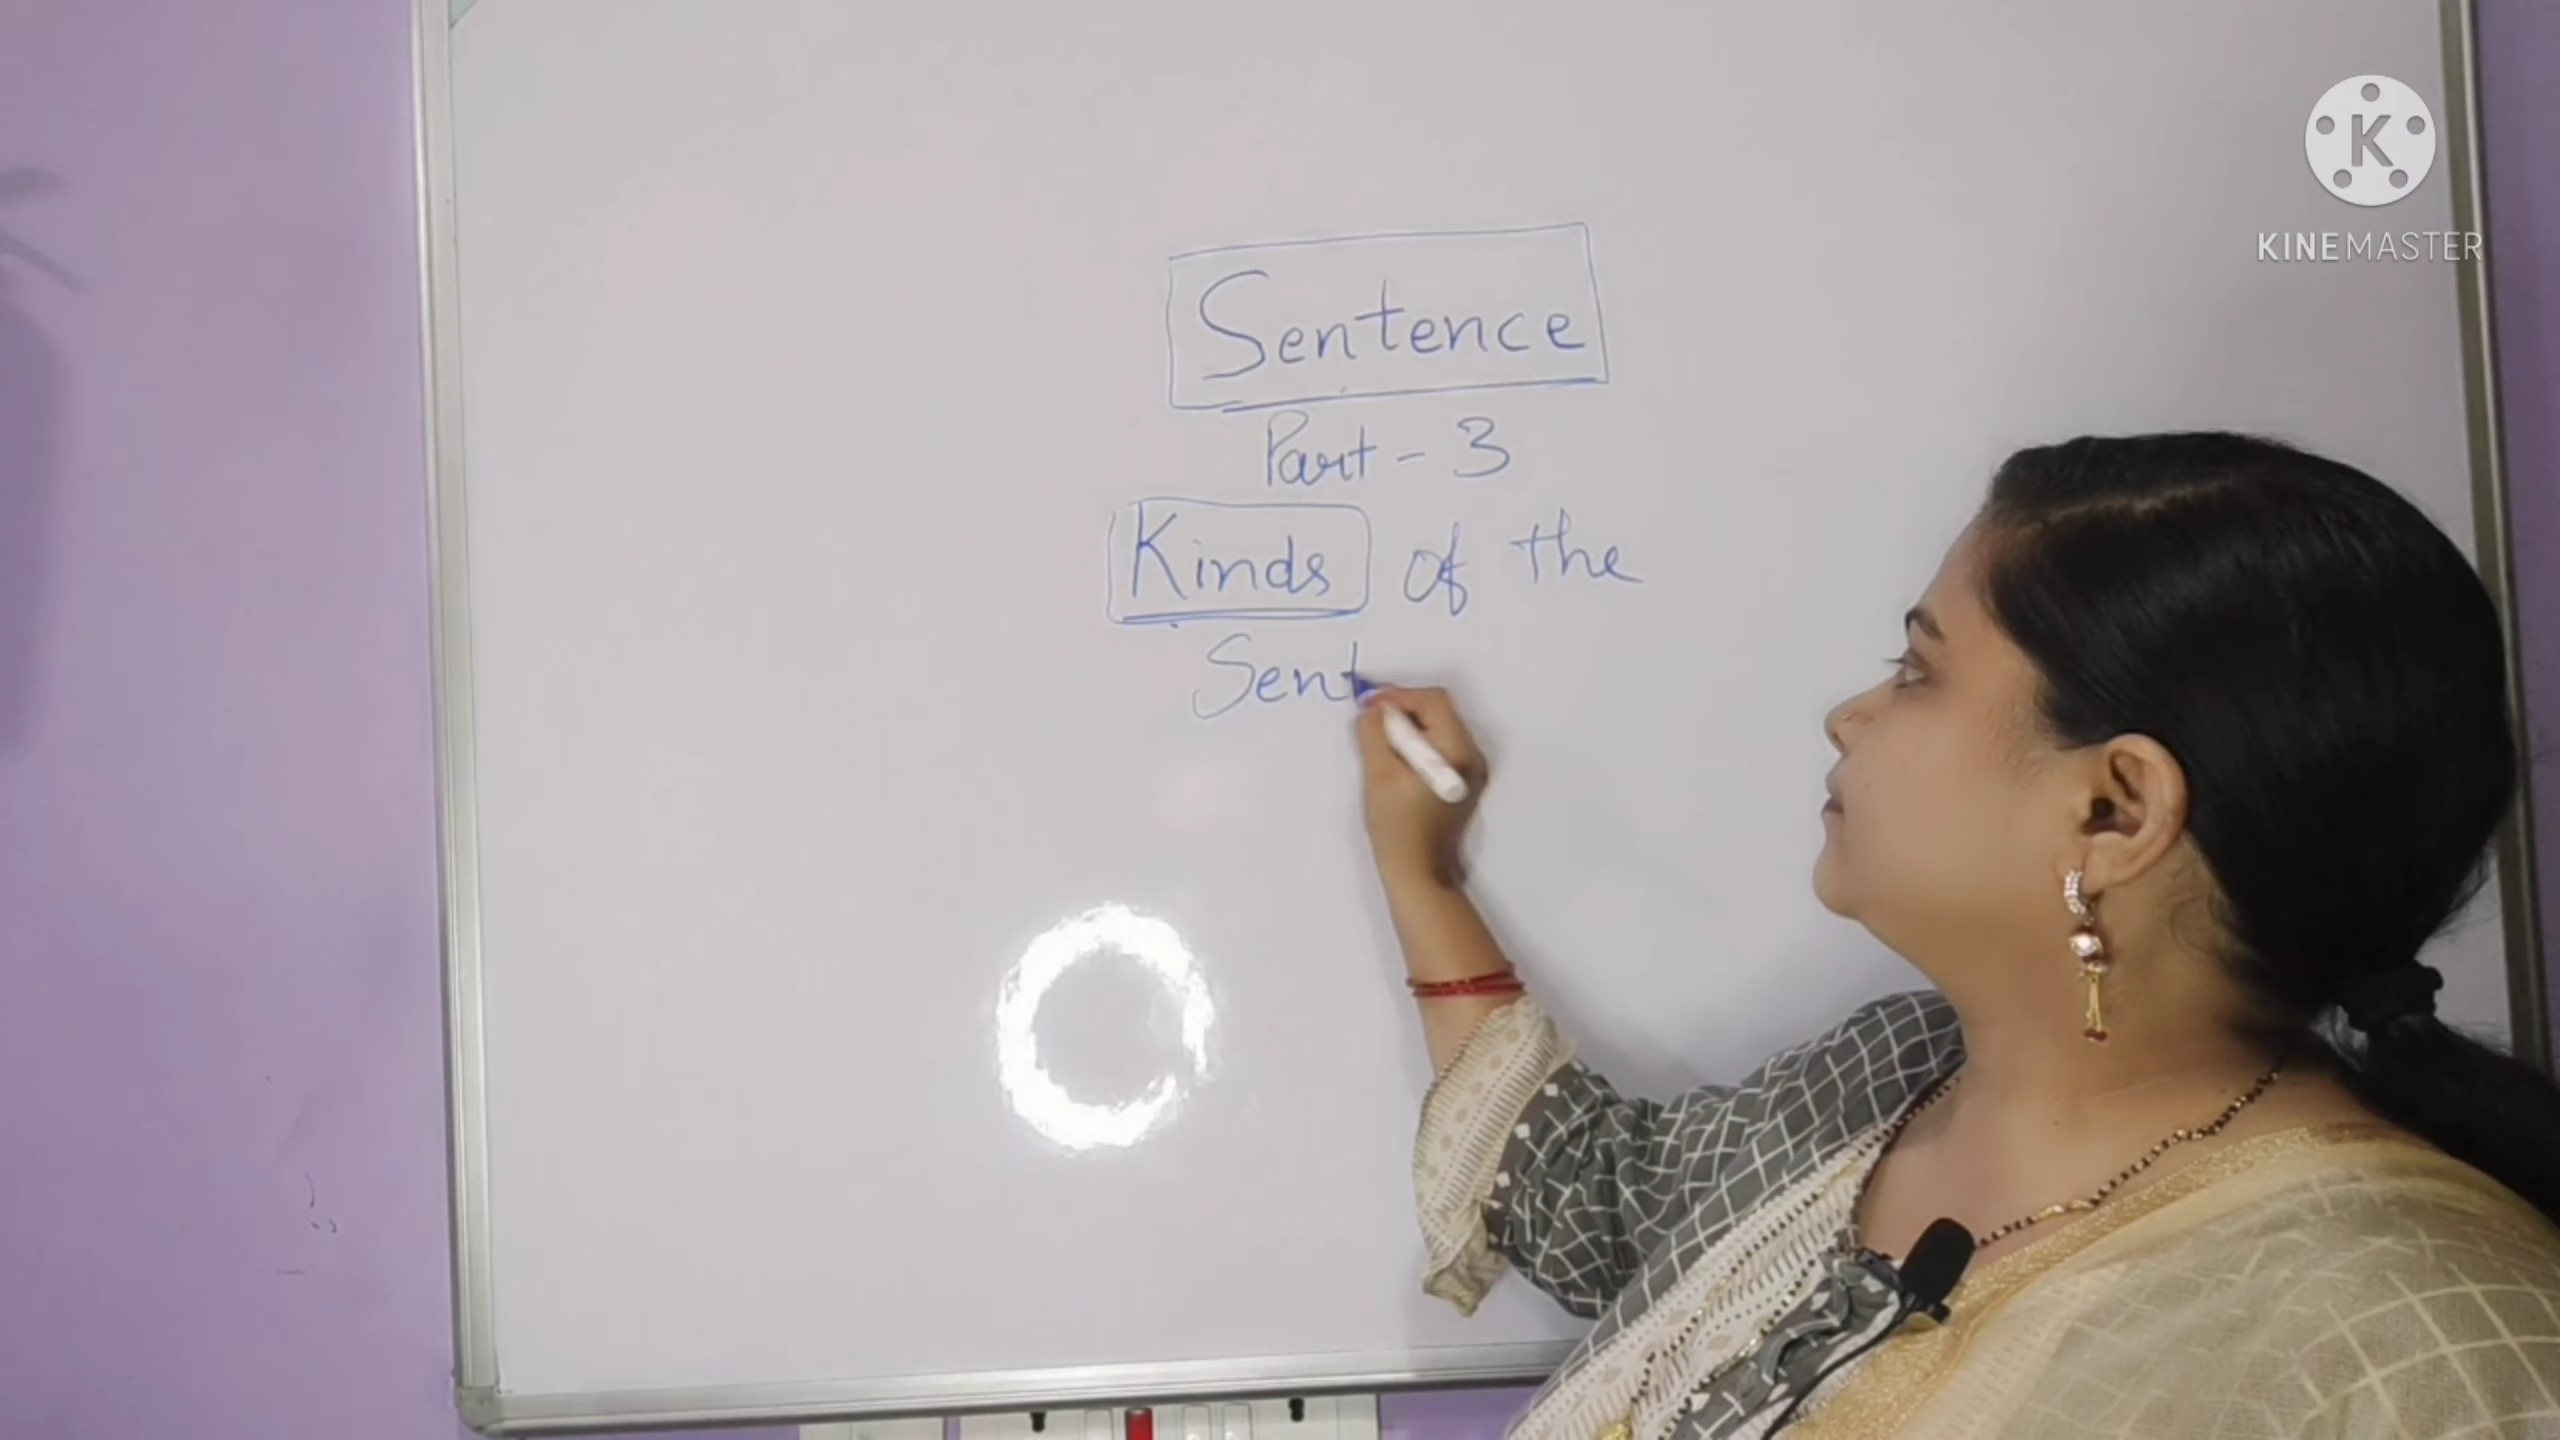 Sentence
Part - 3
Kinds of the
Sent
K
KINEMASTER